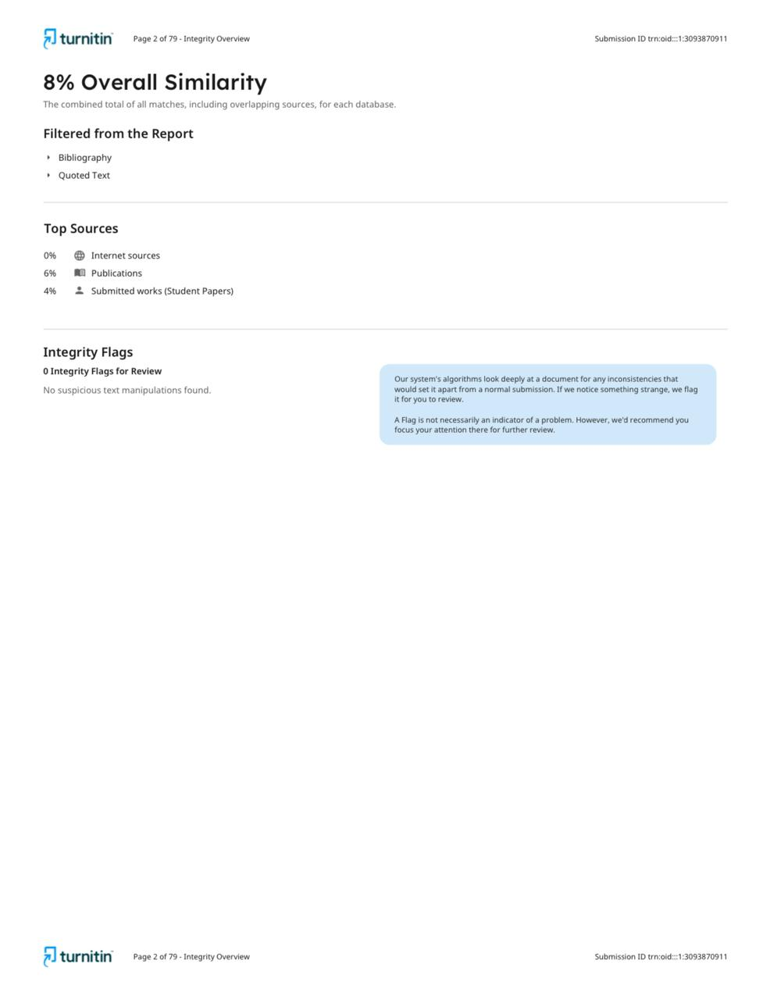 turnitin Page 2 of 79 - Integrity Overview Submission ID trn:oid:::1:3093870911
8% Overall Similarity
The combined total of all matches, including overlapping sources, for each database.
Filtered from the Report
Bibliography
Quoted Text
Top Sources
0% Internet sources
6% Publications
4% Submitted works (Student Papers)
Integrity Flags
0 Integrity Flags for Review
No suspicious text manipulations found.
Our system's algorithms look deeply at a document for any inconsistencies that
would set it apart from a normal submission. If we notice something strange, we flag
it for you to review.
A Flag is not necessarily an indicator of a problem. However, we'd recommend you
focus your attention there for further review.
turnitin Page 2 of 79 - Integrity Overview Submission ID trn:oid:::1:3093870911